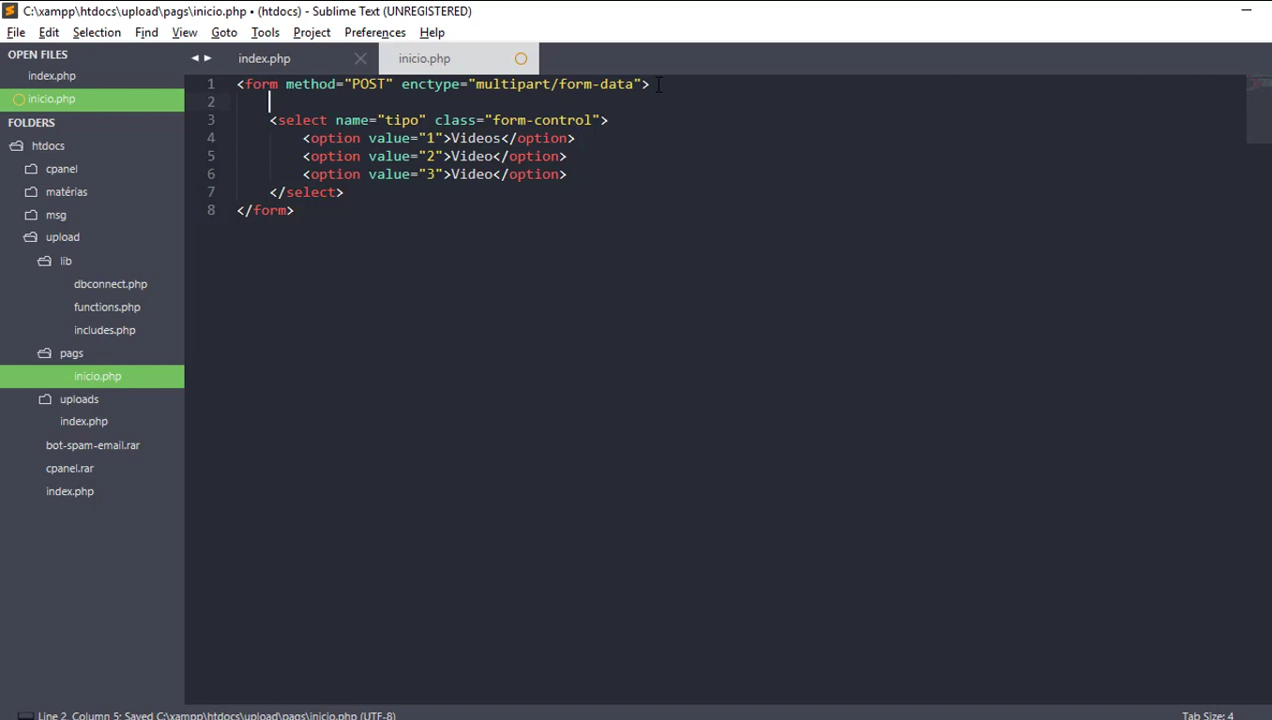 C:\xampp\htdocs\upload\pags\inicio.php • (htdocs) - Sublime Text (UNREGISTERED)
File Edit Selection Find View Goto Tools Project Preferences Help
OPEN FILES
index.php
inicio.php
FOLDERS
htdocs
cpanel
matérias
msg
upload
lib
dbconnect.php
functions.php
includes.php
pags
inicio.php
uploads
index.php
bot-spam-email.rar
cpanel.rar
index.php
index.php inicio.php
1 <form method="POST" enctype="multipart/form-data">
2
3 <select name="tipo" class="form-control">
4 <option value="1">Videos</option>
5 <option value="2">Video</option>
6 <option value="3">Video</option>
7 </select>
8 </form>
Line 2, Column 5; Saved C:\xampp\htdocs\upload\pags\inicio.php (UTF-8) Tab Size: 4